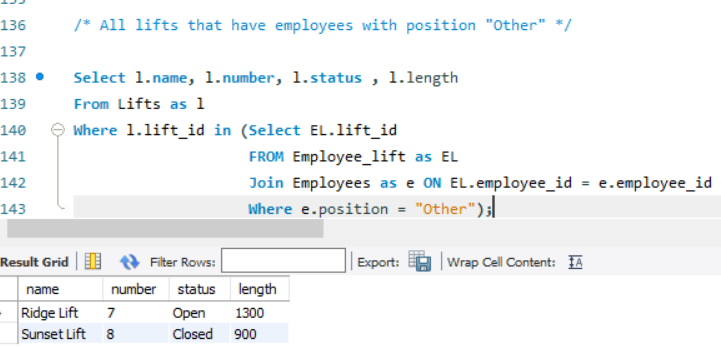 136 /* All lifts that have employees with position "Other" */
137
138 Select l.name, l.number, l.status , l.length
139 From Lifts as l
140 Where l.lift_id in (Select EL.lift_id
141 FROM Employee_lift as EL
142 Join Employees as e ON EL.employee_id = e.employee_id
143 Where e.position = "Other");
Result Grid Filter Rows: Export: Wrap Cell Content: IA
name number status length
Ridge Lift 7 Open 1300
Sunset Lift 8 Closed 900